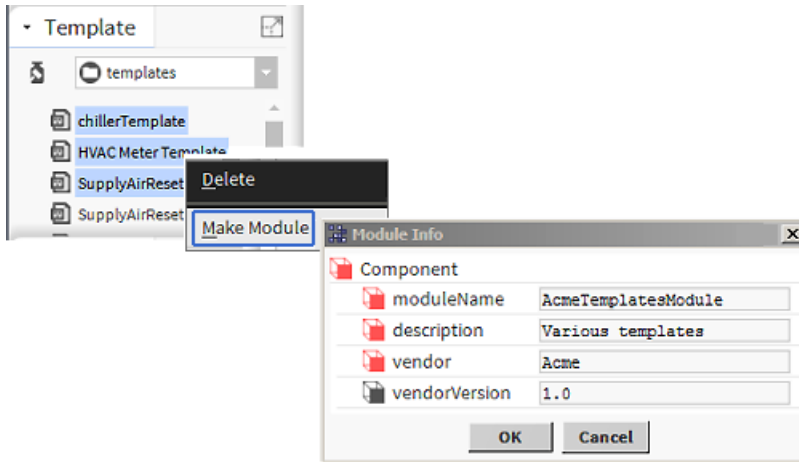 Template
templates
chillerTemplate
HVAC Meter Template
SupplyAirReset
SupplyAirReset
Delete
Make Module
Module Info
Component
moduleName AcmeTemplatesModule
description Various templates
vendor Acme
vendorVersion 1.0
OK Cancel